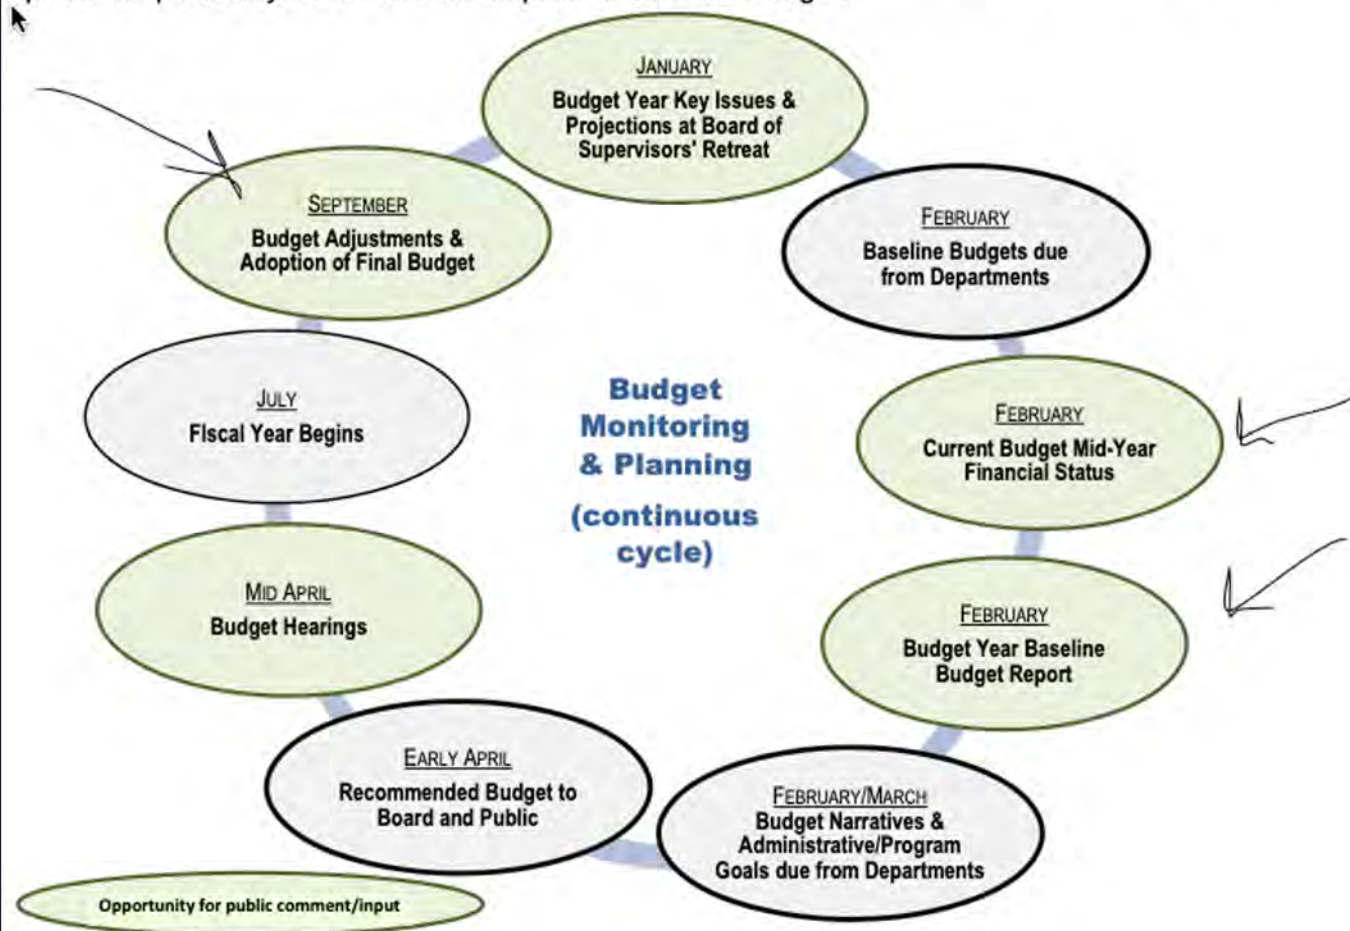 JANUARY
Budget Year Key Issues &
Projections at Board of
Supervisors' Retreat
FEBRUARY
Baseline Budgets due
from Departments
FEBRUARY
Current Budget Mid-Year
Financial Status
FEBRUARY
Budget Year Baseline
Budget Report
FEBRUARY/MARCH
Budget Narratives &
Administrative/Program
Goals due from Departments
EARLY APRIL
Recommended Budget to
Board and Public
MID APRIL
Budget Hearings
JULY
FIscal Year Begins
SEPTEMBER
Budget Adjustments &
Adoption of Final Budget
Budget
Monitoring
& Planning
(continuous
cycle)
Opportunity for public comment/input